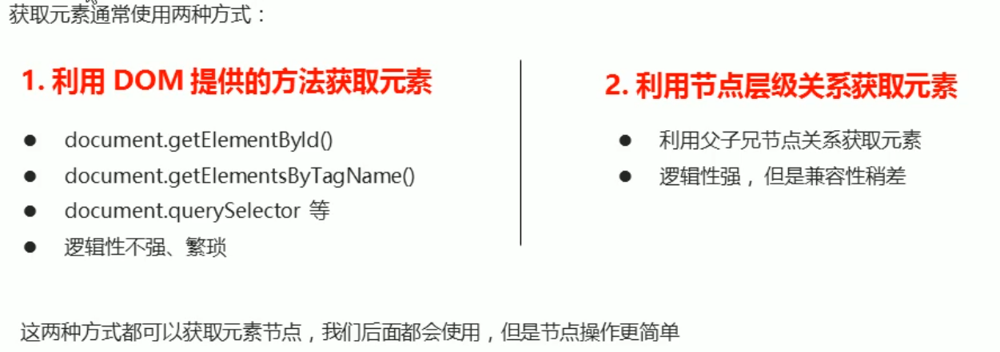 获取元素通常使用两种方式：
1. 利用 DOM 提供的方法获取元素
● document.getElementById()
● document.getElementsByTagName()
● document.querySelector 等
● 逻辑性不强、繁琐
2. 利用节点层级关系获取元素
● 利用父子兄节点关系获取元素
● 逻辑性强，但是兼容性稍差
这两种方式都可以获取元素节点，我们后面都会使用，但是节点操作更简单